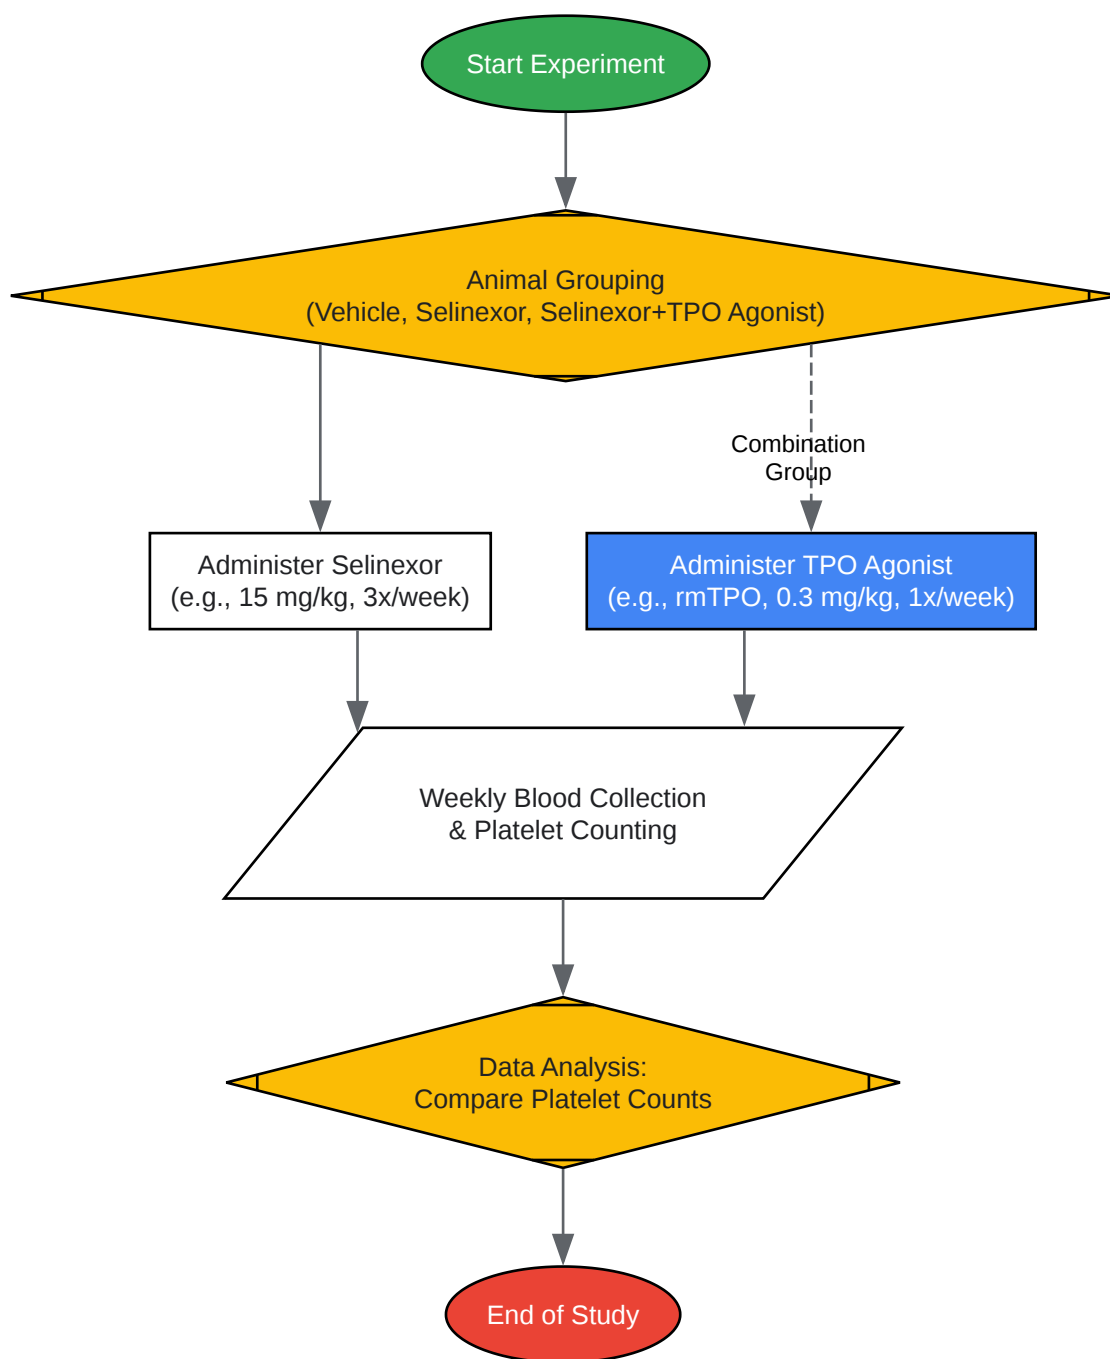 Start Experiment
Animal Grouping
(Vehicle, Selinexor, Selinexor+TPO Agonist)
Combination
Group
Administer Selinexor
(e.g., 15 mg/kg, 3x/week)
Administer TPO Agonist
(e.g., rmTPO, 0.3 mg/kg, 1x/week)
Weekly Blood Collection
& Platelet Counting
Data Analysis:
Compare Platelet Counts
End of Study